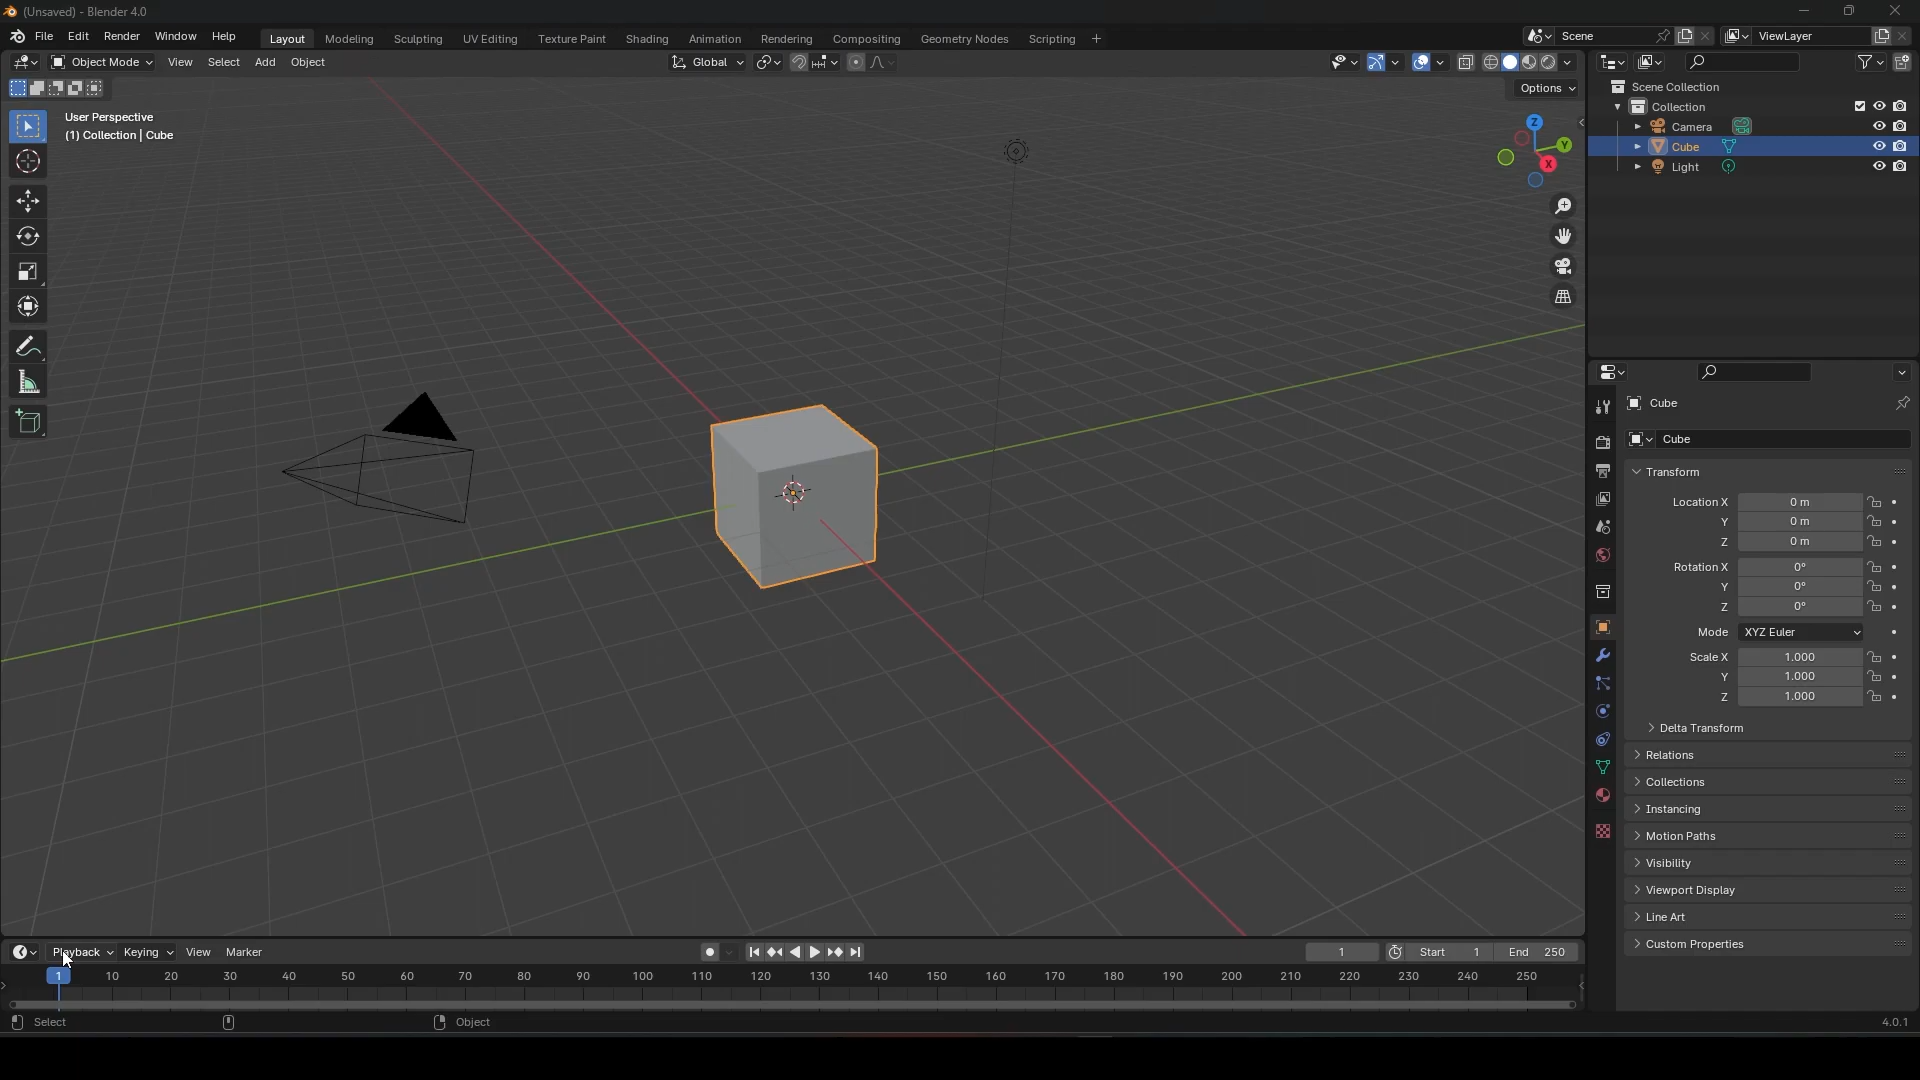 (Unsaved) - Blender 4.0
File Edit Render Window Help Layout Modeling Sculpting UV Editing Texture Paint Shading Animation Rendering Compositing Geometry Nodes Scripting + Scene ViewLayer
Object Mode View Select Add Object Global
Options
User Perspective
(1) Collection | Cube
Z
Y
X
Scene Collection
Collection
Camera
Cube
Light
Cube
Cube
Transform
Location X 0 m
Y 0 m
Z 0 m
Rotation X 0°
Y 0°
Z 0°
Mode XYZ Euler
Scale X 1.000
Y 1.000
Z 1.000
Delta Transform
Relations
Collections
Instancing
Motion Paths
Visibility
Viewport Display
Line Art
Custom Properties
Playback Keying View Marker 1 Start 1 End 250
1 10 20 30 40 50 60 70 80 90 100 110 120 130 140 150 160 170 180 190 200 210 220 230 240 250
Select Object 4.0.1